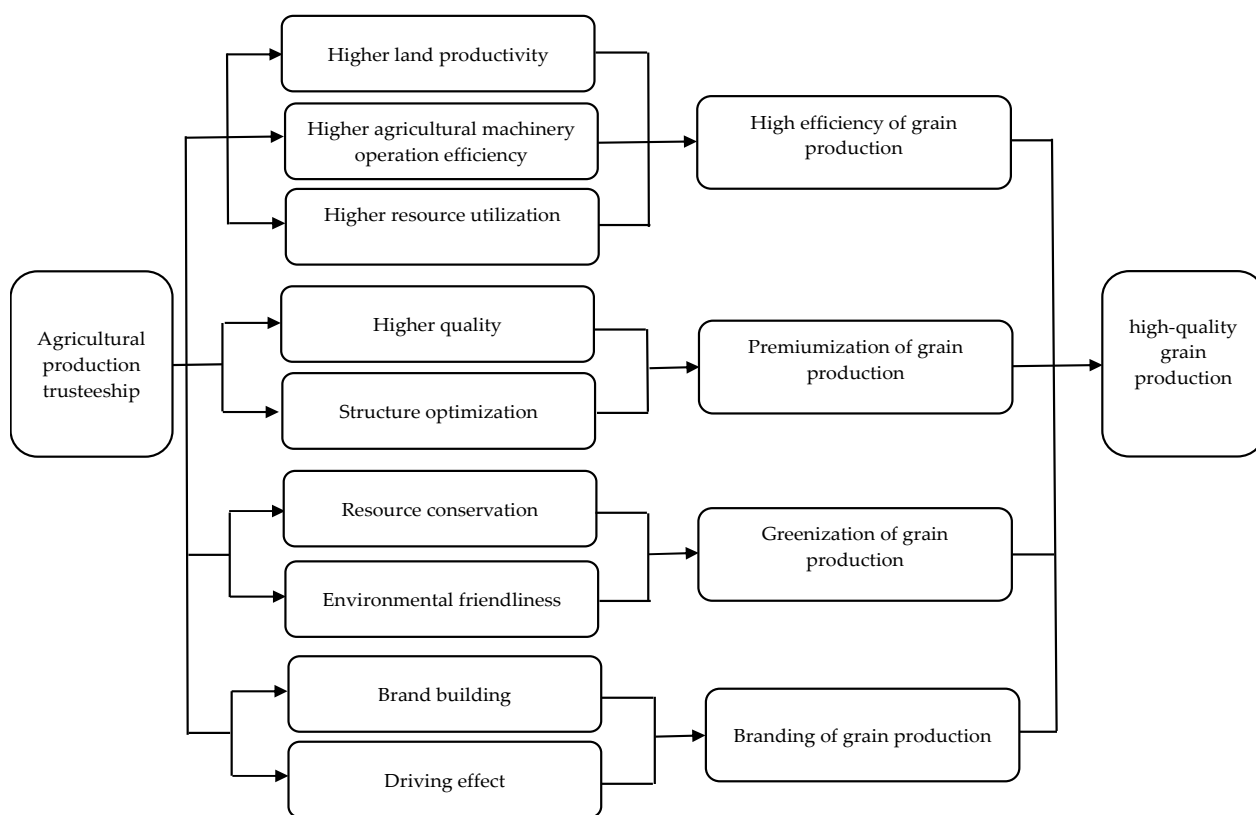 Higher land productivity
Higher agricultural machinery
operation efficiency
Higher resource utilization
High efficiency of grain
production
Agricultural
production
trusteeship
Higher quality
Structure optimization
Premiumization of grain
production
high-quality
grain
production
Resource conservation
Environmental friendliness
Greenization of grain
production
Brand building
Driving effect
Branding of grain production